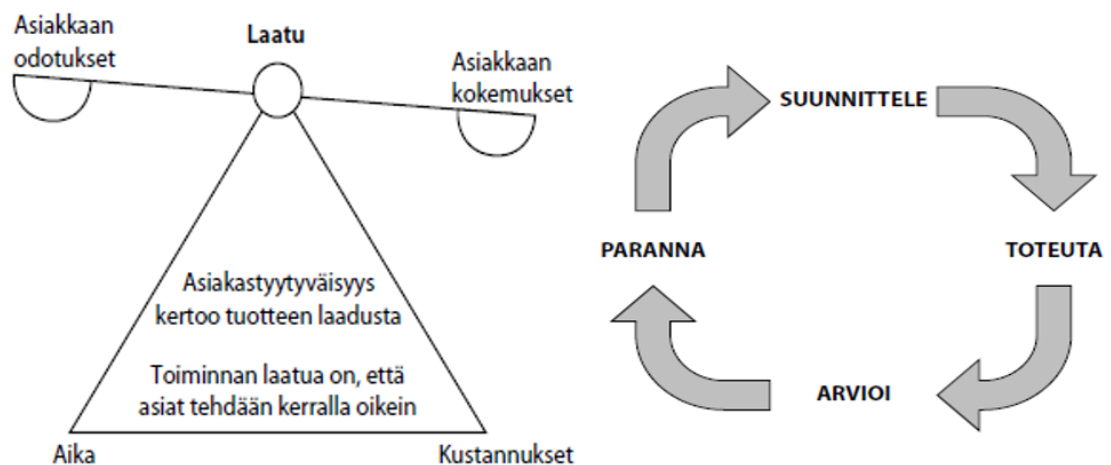 Asiakkaan
odotukset
Laatu
Asiakkaan
kokemukset
Asiakastyytyväisyys
kertoo tuotteen laadusta
Toiminnan laatua on, että
asiat tehdään kerralla oikein
Aika
Kustannukset
SUUNNITTELE
PARANNA
TOTEUTA
ARVIOI